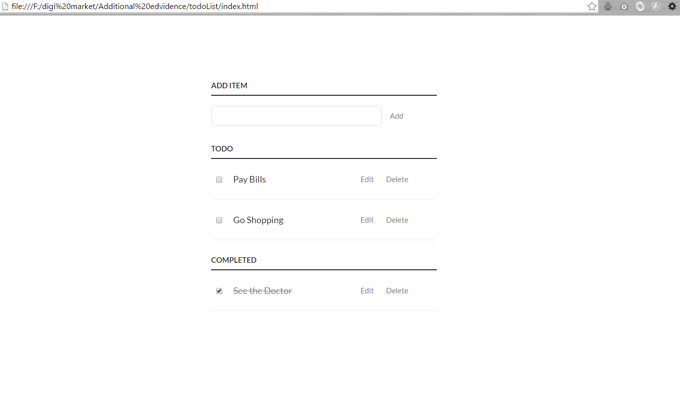 file:///F:/digi%20market/Additional%20edvidence/todoList/index.html
ADD ITEM
Add
TODO
Pay Bills Edit Delete
Go Shopping Edit Delete
COMPLETED
See the Doctor Edit Delete